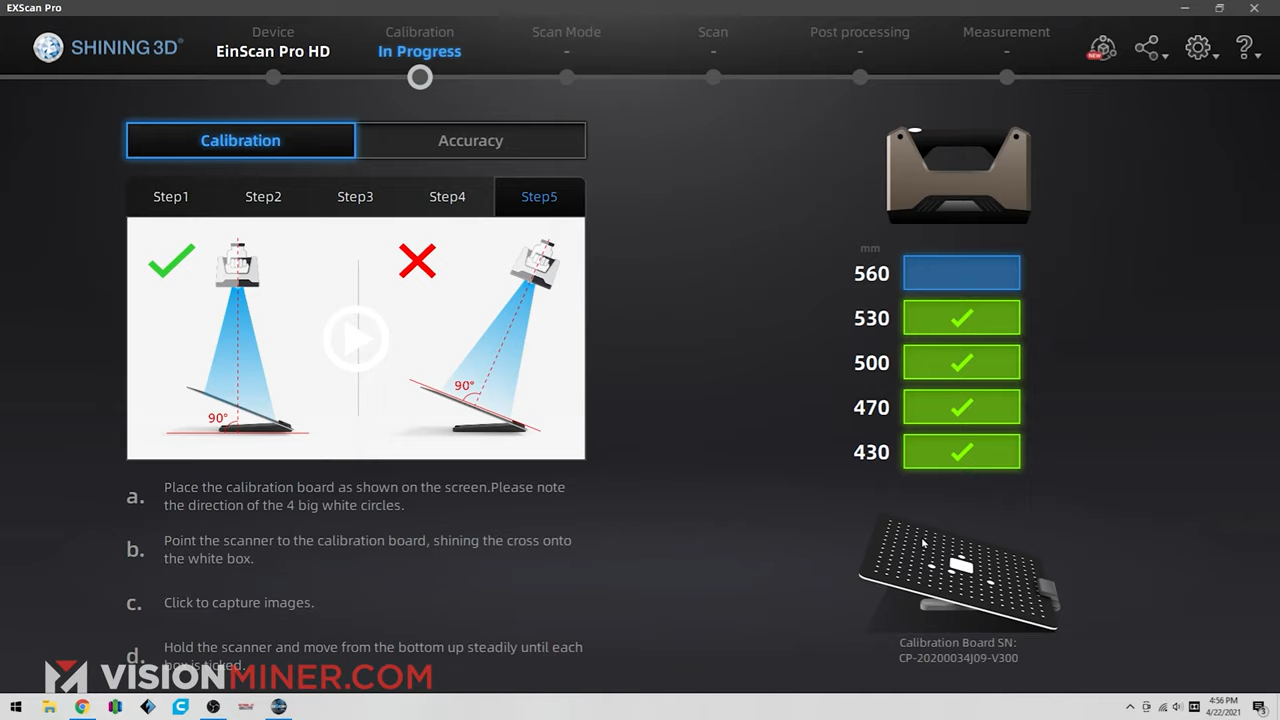 EXScan Pro
SHINING 3D®
Device
EinScan Pro HD
Calibration
In Progress
Scan Mode
-
Scan
-
Post processing
-
Measurement
-
NEW
Calibration
Accuracy
Step1
Step2
Step3
Step4
Step5
90°
90°
a. Place the calibration board as shown on the screen.Please note
the direction of the 4 big white circles.
b. Point the scanner to the calibration board, shining the cross onto
the white box.
c. Click to capture images.
d. Hold the scanner and move from the bottom up steadily until each
box is ticked.
mm
560
530
500
470
430
Calibration Board SN:
CP-20200034J09-V300
VISIONMINER.COM
4:56 PM
4/22/2021
3